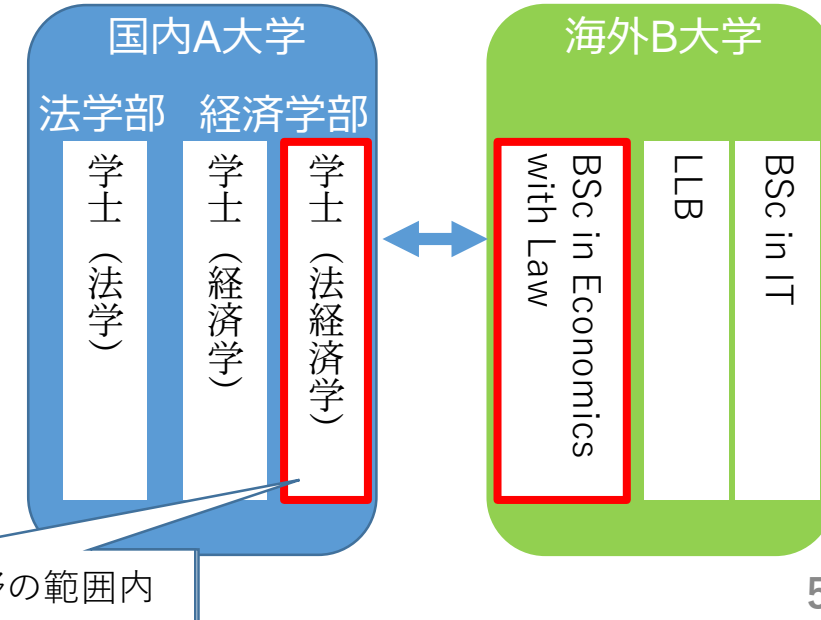 国内A大学
法学部 経済学部
学士（法学）
学士（経済学）
学士（法経済学）
海外B大学
BSc in Economics
with Law
LLB
BSc in IT
の範囲内
5